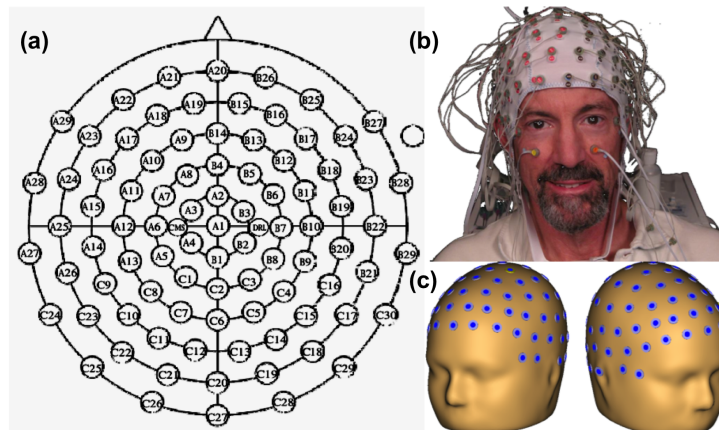 (a)
(b)
A20
A21 B26
A22 B25
A19 B15
A29 A18 B16 B27
A23 B14 B24
A17 A9 B13 B17
A10 B12
A16 B4 B18
A28 A24 A8 B5 B23 B28
A11 B11
A7 A2 B6
A15 A3 B3 B19
A25 A12 A6 CMS A1 DRL B7 B10 B22
A14 A4 B2 B20
A27 A13 A5 B1 B8 B9 B29
A26 B21
C9 C1 C3 C16
C8 C2 C4
C24 C23 C10 C7 C6 C5 C15 C17 C30
C11 C14
C22 C12 C13 C18
C25 C21 C20 C19 C29
C26 C28
C27
(c)